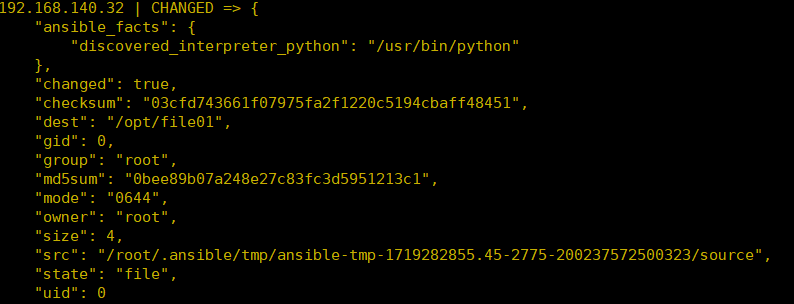 192.168.140.32 | CHANGED => {
    "ansible_facts": {
        "discovered_interpreter_python": "/usr/bin/python"
    },
    "changed": true,
    "checksum": "03cfd743661f07975fa2f1220c5194cbaff48451",
    "dest": "/opt/file01",
    "gid": 0,
    "group": "root",
    "md5sum": "0bee89b07a248e27c83fc3d5951213c1",
    "mode": "0644",
    "owner": "root",
    "size": 4,
    "src": "/root/.ansible/tmp/ansible-tmp-1719282855.45-2775-200237572500323/source",
    "state": "file",
    "uid": 0